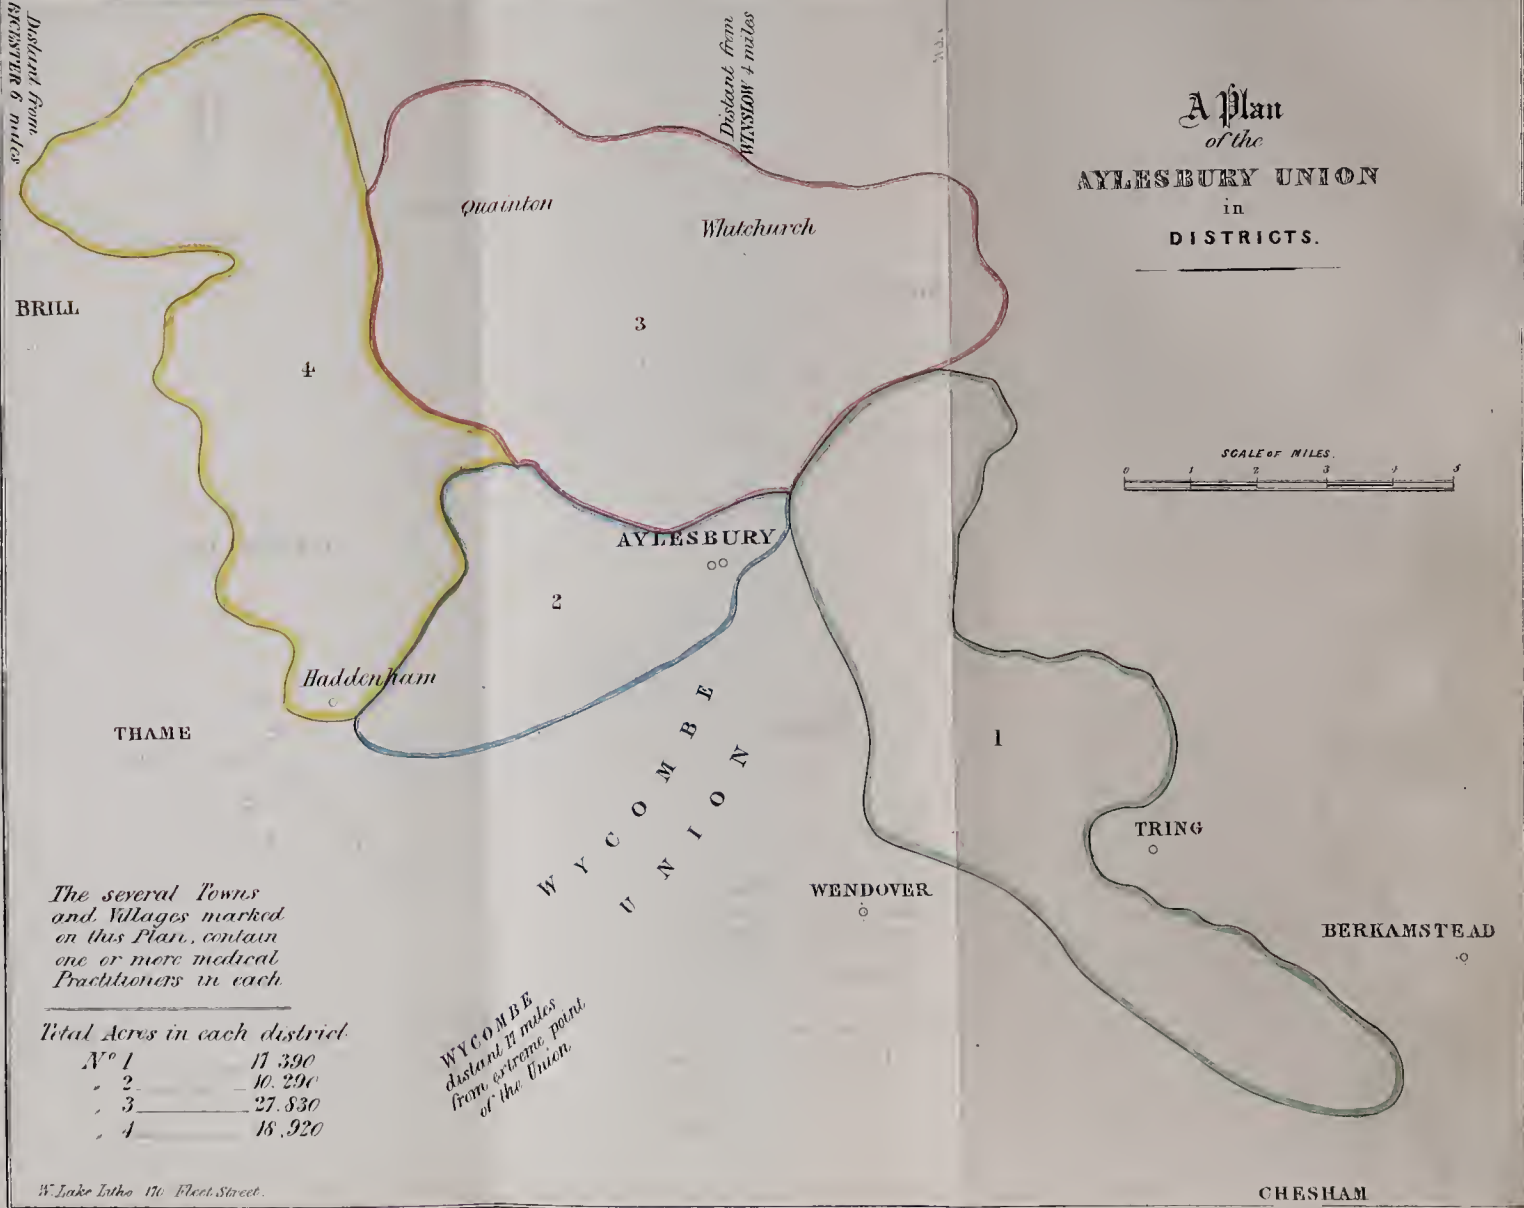 A Plan
of the
AYLESBURY UNION
in
DISTRICTS.
Distant from
BICESTER 6 miles
Distant from
WINSLOW 4 miles
Quainton
Whitchurch
BRILL
3
4
SCALE OF MILES.
0 1 2 3 4 5
AYLESBURY
2
Haddenham
THAME
1
WYCOMBE
UNION
TRING
WENDOVER
BERKAMSTEAD
The several Towns
and Villages marked
on this Plan, contain
one or more medical
Practitioners in each
Total Acres in each district
No 1 17 390
" 2 10.290
" 3 27.830
" 4 18.920
WYCOMBE
distant 17 miles
from extreme point
of the Union
W. Lake Litho 170 Fleet Street.
CHESHAM